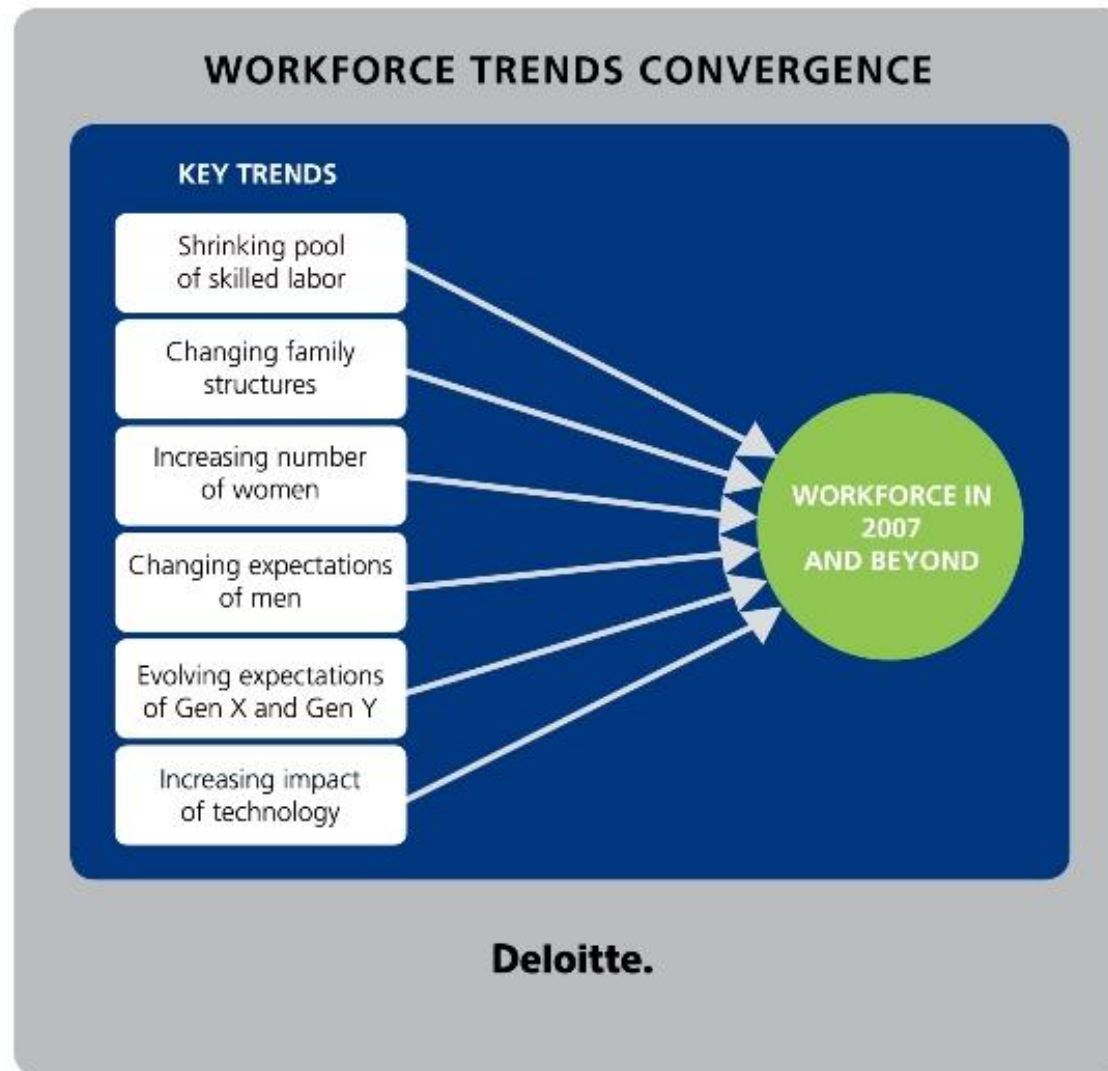 WORKFORCE TRENDS CONVERGENCE
KEY TRENDS
Shrinking pool
of skilled labor
Changing family
structures
Increasing number
of women
Changing expectations
of men
Evolving expectations
of Gen X and Gen Y
Increasing impact
of technology
WORKFORCE IN
2007
AND BEYOND
Deloitte.